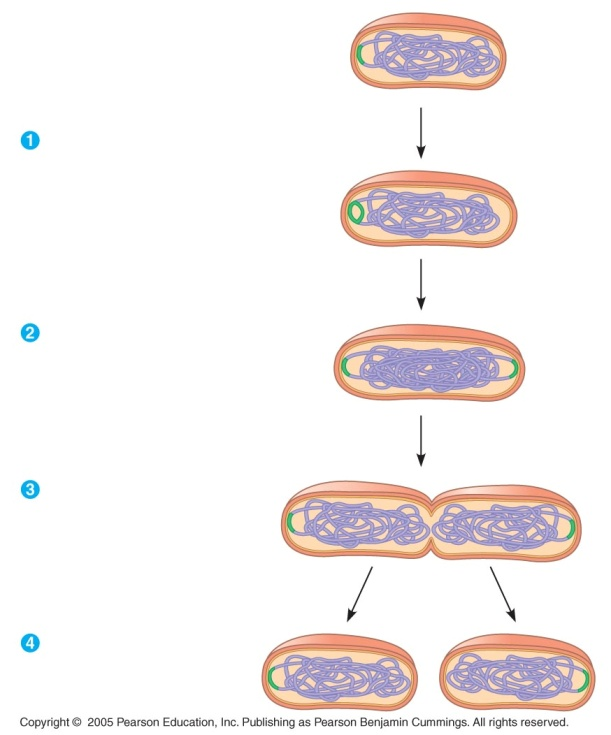 1
2
3
4
Copyright © 2005 Pearson Education, Inc. Publishing as Pearson Benjamin Cummings. All rights reserved.